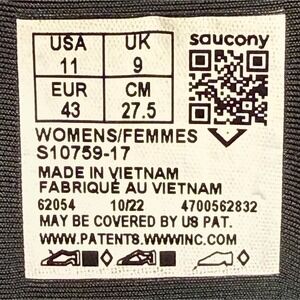 USA UK saucony
11 9
EUR CM
43 27.5
WOMENS/FEMMES
S10759-17
MADE IN VIETNAM
FABRIQUÉ AU VIETNAM
62054 10/22 4700562832
MAY BE COVERED BY US PAT.
WWW.PATENTS.WWWINC.COM